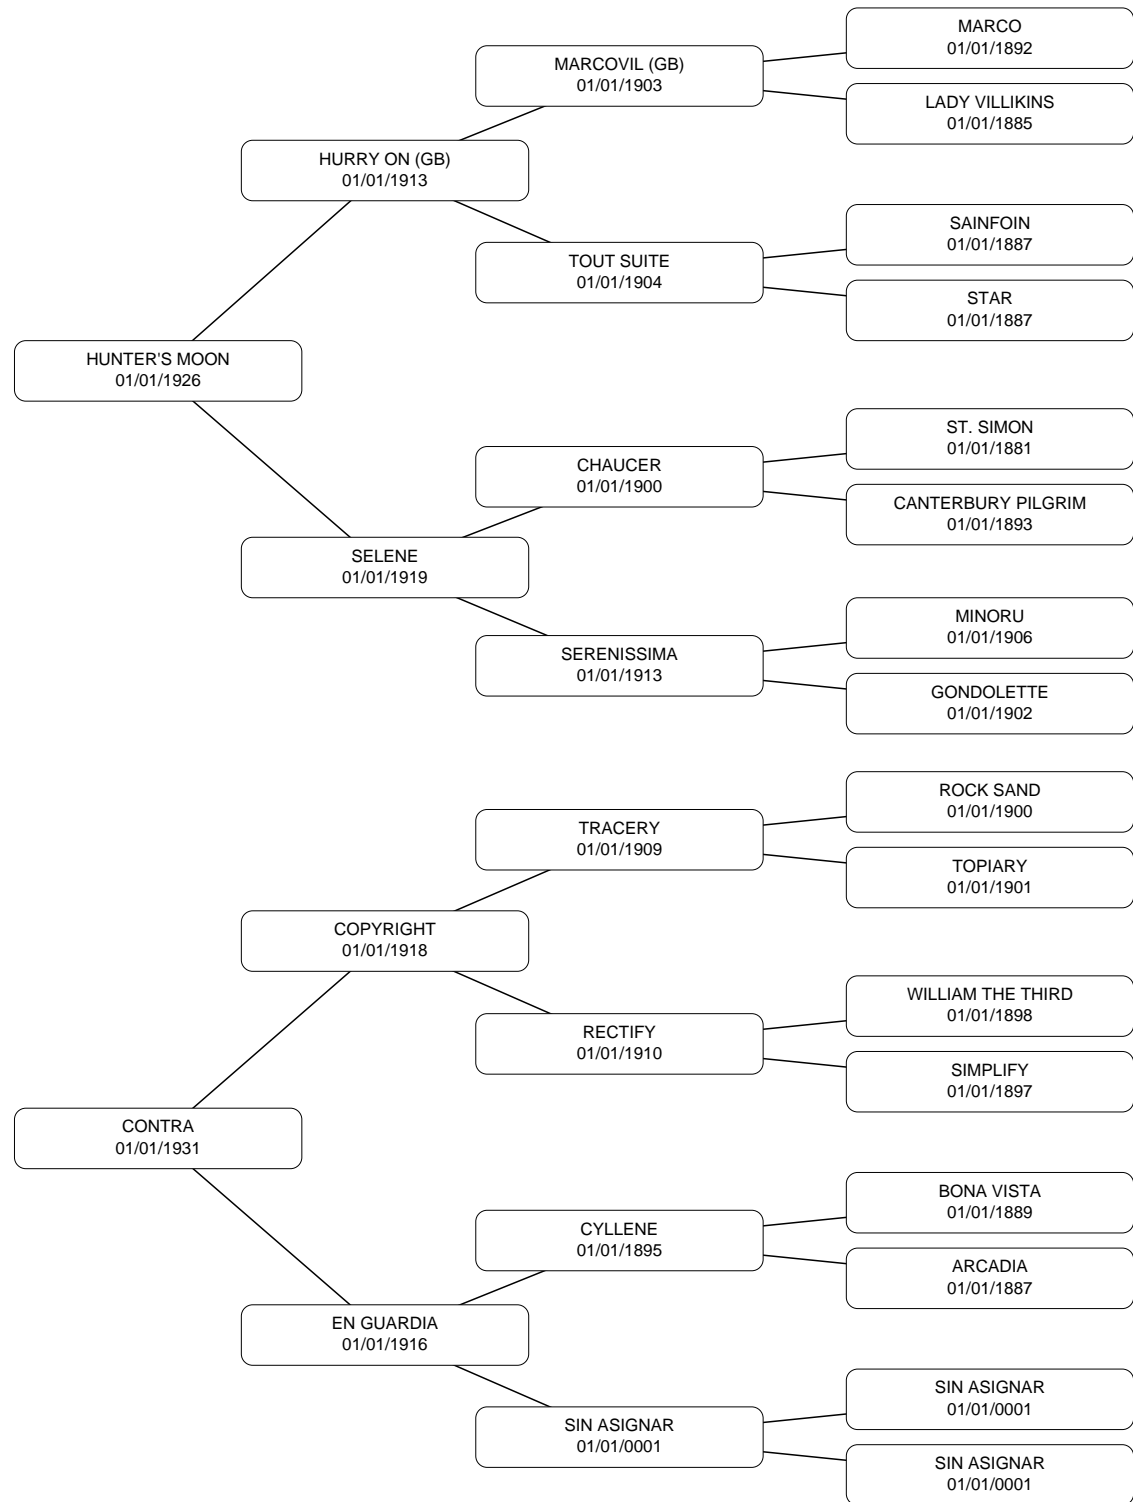 MARCO
01/01/1892
MARCOVIL (GB)
01/01/1903
LADY VILLIKINS
01/01/1885
HURRY ON (GB)
01/01/1913
SAINFOIN
01/01/1887
TOUT SUITE
01/01/1904
STAR
01/01/1887
HUNTER'S MOON
01/01/1926
ST. SIMON
01/01/1881
CHAUCER
01/01/1900
CANTERBURY PILGRIM
01/01/1893
SELENE
01/01/1919
MINORU
01/01/1906
SERENISSIMA
01/01/1913
GONDOLETTE
01/01/1902
ROCK SAND
01/01/1900
TRACERY
01/01/1909
TOPIARY
01/01/1901
COPYRIGHT
01/01/1918
WILLIAM THE THIRD
01/01/1898
RECTIFY
01/01/1910
SIMPLIFY
01/01/1897
CONTRA
01/01/1931
BONA VISTA
01/01/1889
CYLLENE
01/01/1895
ARCADIA
01/01/1887
EN GUARDIA
01/01/1916
SIN ASIGNAR
01/01/0001
SIN ASIGNAR
01/01/0001
SIN ASIGNAR
01/01/0001